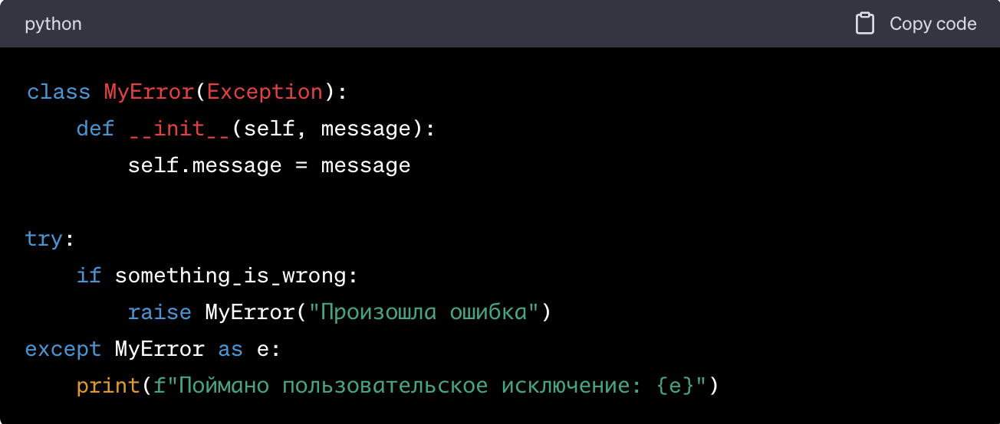 python Copy code
class MyError(Exception):
    def __init__(self, message):
        self.message = message

try:
    if something_is_wrong:
        raise MyError("Произошла ошибка")
except MyError as e:
    print(f"Поймано пользовательское исключение: {e}")